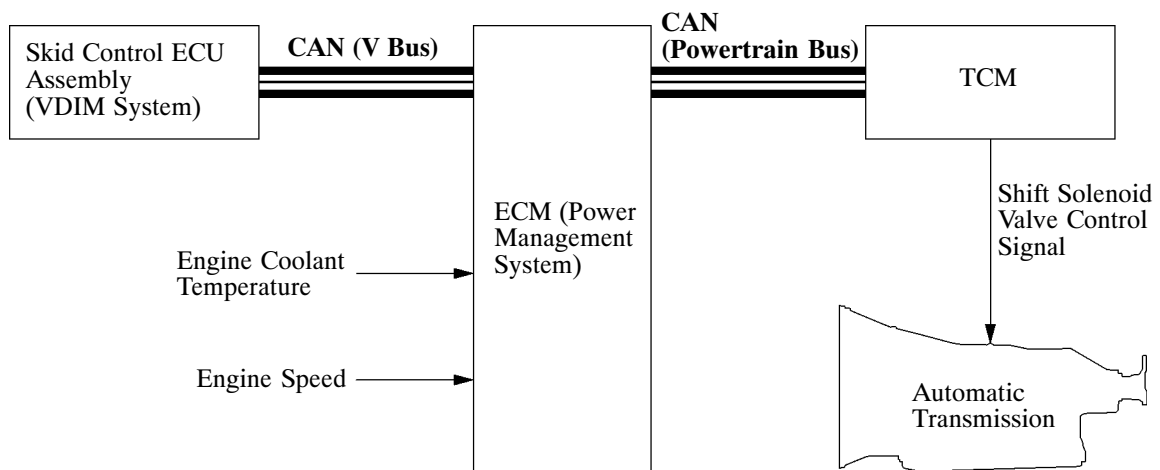 Skid Control ECU
Assembly
(VDIM System)
CAN (V Bus)
CAN
(Powertrain Bus)
TCM
ECM (Power
Management
System)
Shift Solenoid
Valve Control
Signal
Engine Coolant
Temperature
Engine Speed
Automatic
Transmission